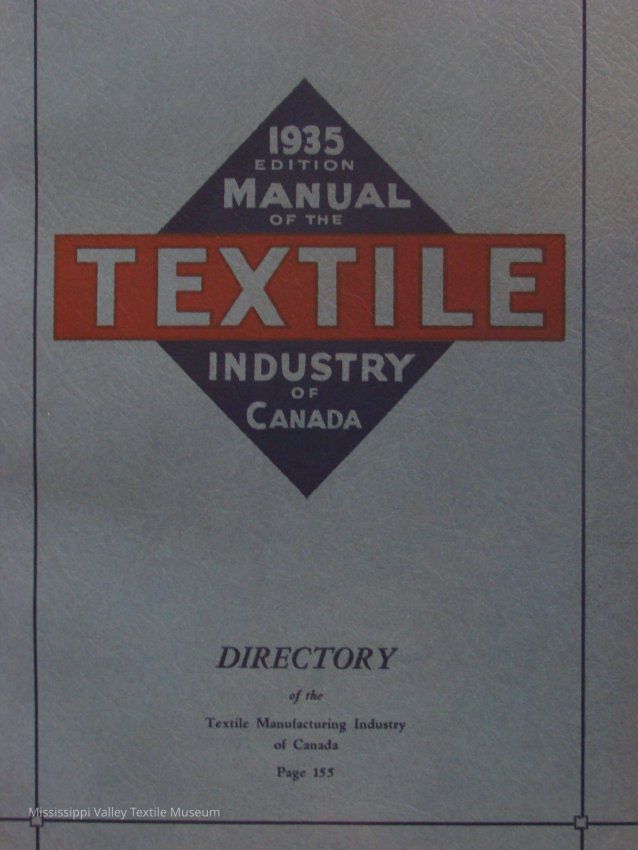 1935
EDITION
MANUAL
OF THE
TEXTILE
INDUSTRY
OF
CANADA
DIRECTORY
of the
Textile Manufacturing Industry
of Canada
Page 155
Mississippi Valley Textile Museum